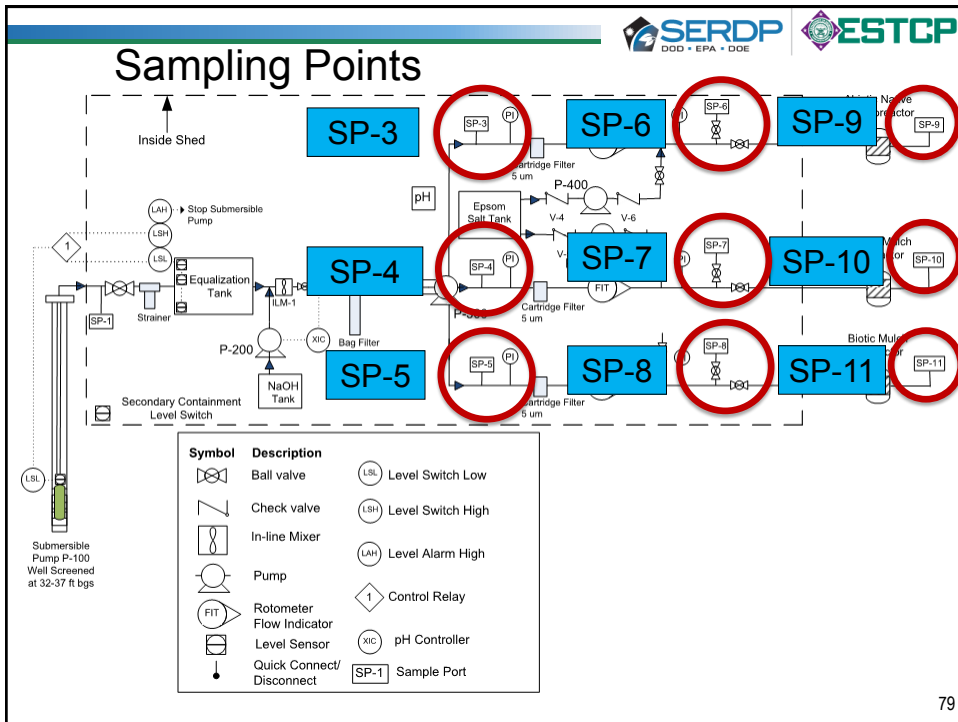 SERDP
DOD • EPA • DOE
ESTCP
Sampling Points
Inside Shed
SP-3
SP-3
PI
SP-6
PI
SP-6
SP-9
SP-9
Cartridge Filter
5 um
P-400
pH
Epsom
Salt Tank
V-4
V-6
LAH
Stop Submersible
Pump
LSH
LSL
1
Equalization
Tank
SP-1
Strainer
ILM-1
SP-4
SP-4
PI
SP-7
FIT
PI
SP-7
SP-10
Mulch
SP-10
Cartridge Filter
5 um
P-200
XIC
Bag Filter
NaOH
Tank
SP-5
SP-5
PI
SP-8
PI
SP-8
SP-11
Biotic Mulch
SP-11
Cartridge Filter
5 um
Secondary Containment
Level Switch
LSL
Submersible
Pump P-100
Well Screened
at 32-37 ft bgs
Symbol Description
Ball valve
Check valve
In-line Mixer
Pump
FIT Rotometer
Flow Indicator
Level Sensor
Quick Connect/
Disconnect
LSL Level Switch Low
LSH Level Switch High
LAH Level Alarm High
1 Control Relay
XIC pH Controller
SP-1 Sample Port
79